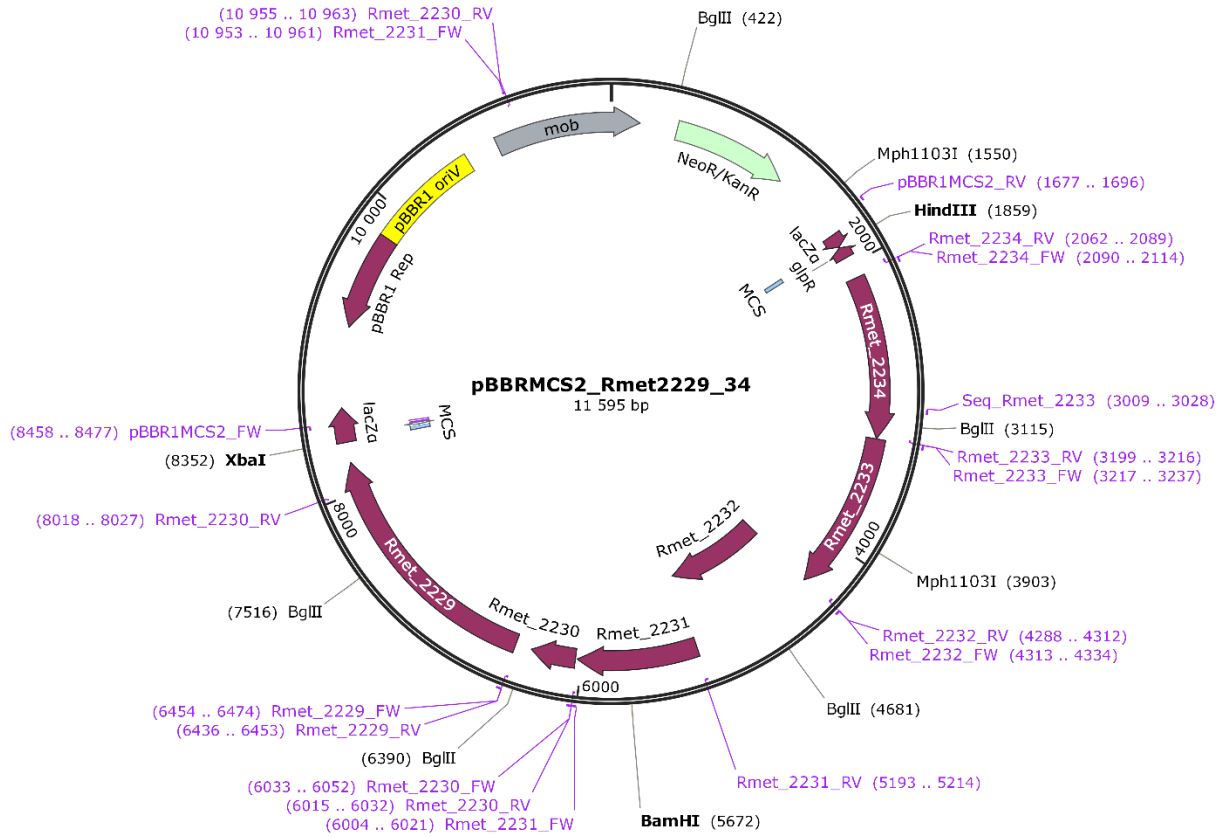 (10 955 .. 10 963) Rmet_2230_RV
(10 953 .. 10 961) Rmet_2231_FW
BglII (422)
mob
NeoR/KanR
pBBR1 oriV
10 000
pBBR1 Rep
Mph1103I (1550)
pBBR1MCS2_RV (1677 .. 1696)
HindIII (1859)
2000
lacZα
glpR
MCS
Rmet_2234_RV (2062 .. 2089)
Rmet_2234_FW (2090 .. 2114)
Rmet_2234
pBBRMCS2_Rmet2229_34
11 595 bp
Seq_Rmet_2233 (3009 .. 3028)
BglII (3115)
Rmet_2233_RV (3199 .. 3216)
Rmet_2233_FW (3217 .. 3237)
Rmet_2233
lacZα
MCS
(8458 .. 8477) pBBR1MCS2_FW
(8352) XbaI
(8018 .. 8027) Rmet_2230_RV
8000
Rmet_2232
4000
Mph1103I (3903)
(7516) BglII
Rmet_2229
Rmet_2230
Rmet_2231
Rmet_2232_RV (4288 .. 4312)
Rmet_2232_FW (4313 .. 4334)
BglII (4681)
6000
(6454 .. 6474) Rmet_2229_FW
(6436 .. 6453) Rmet_2229_RV
(6390) BglII
(6033 .. 6052) Rmet_2230_FW
(6015 .. 6032) Rmet_2230_RV
(6004 .. 6021) Rmet_2231_FW
Rmet_2231_RV (5193 .. 5214)
BamHI (5672)